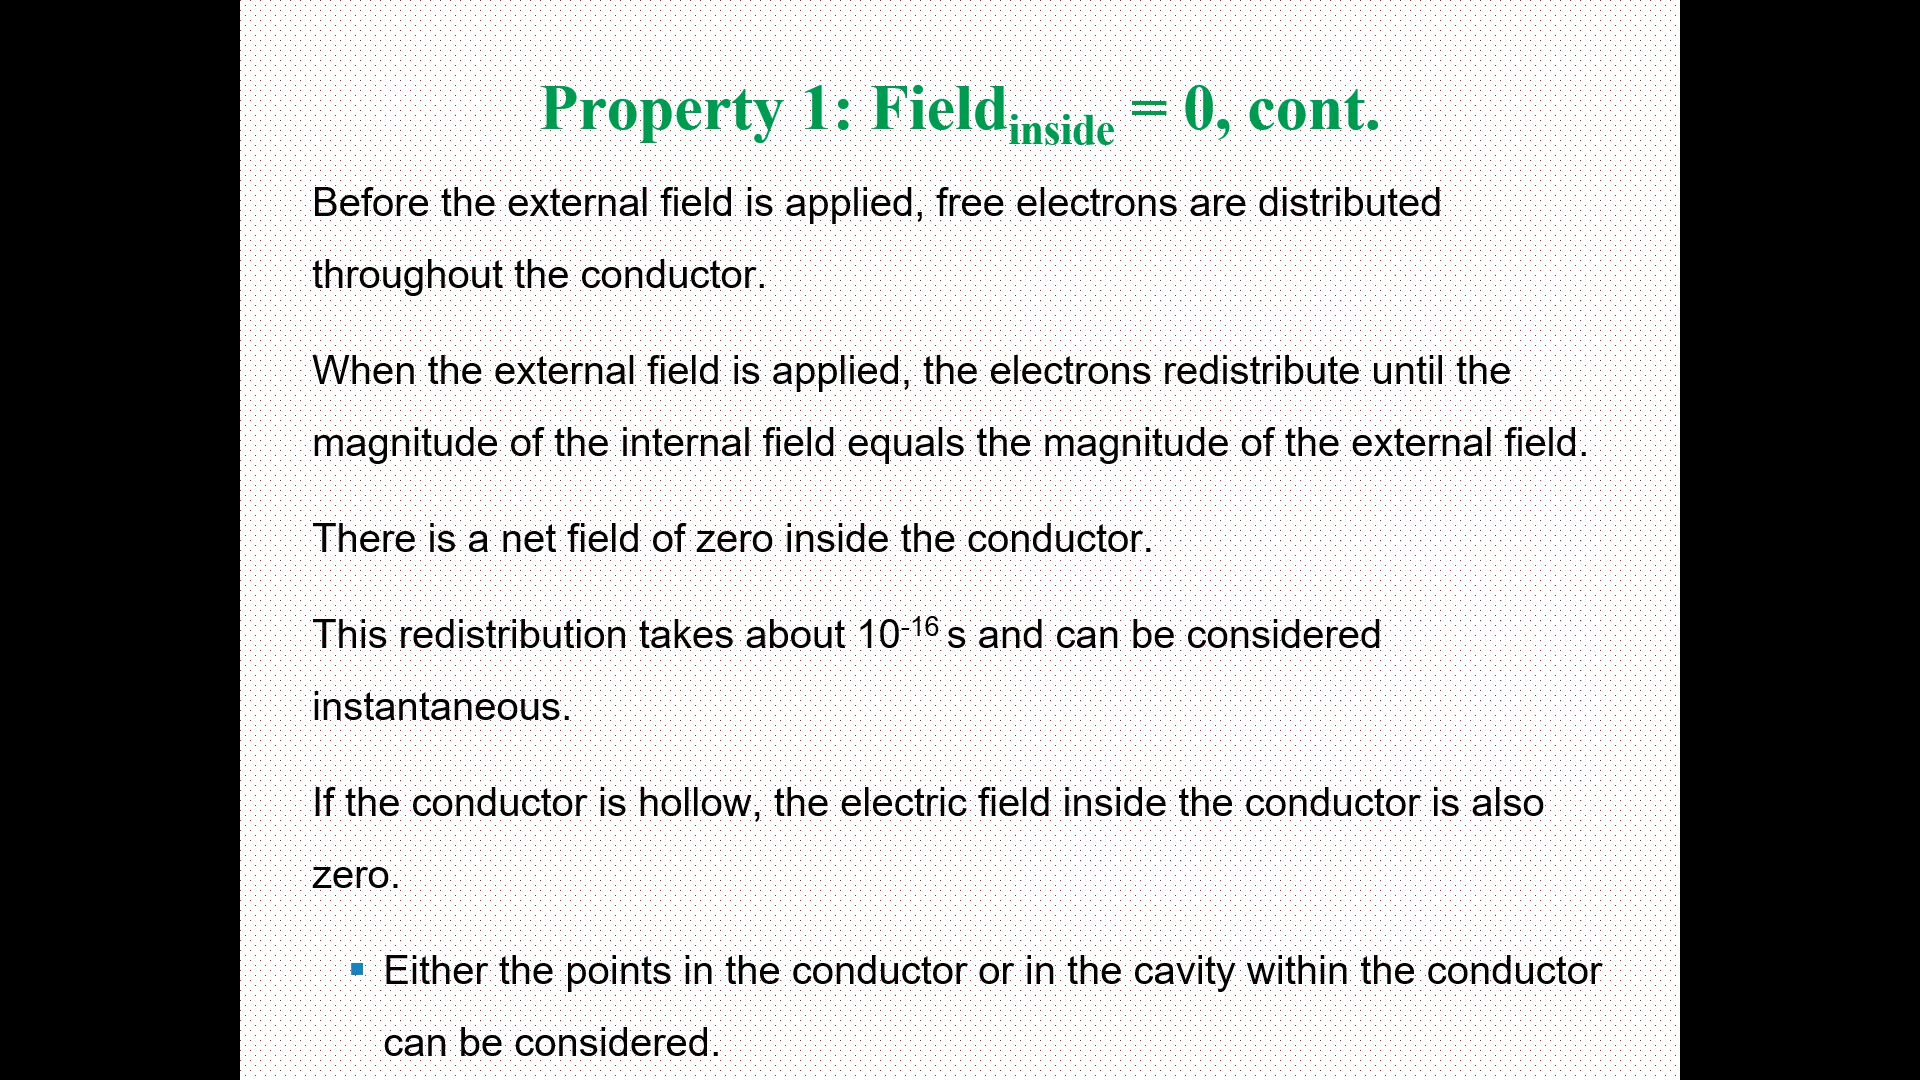 Property 1: Fieldinside = 0, cont.
Before the external field is applied, free electrons are distributed
throughout the conductor.
When the external field is applied, the electrons redistribute until the
magnitude of the internal field equals the magnitude of the external field.
There is a net field of zero inside the conductor.
This redistribution takes about 10-16 s and can be considered
instantaneous.
If the conductor is hollow, the electric field inside the conductor is also
zero.
▪ Either the points in the conductor or in the cavity within the conductor
can be considered.